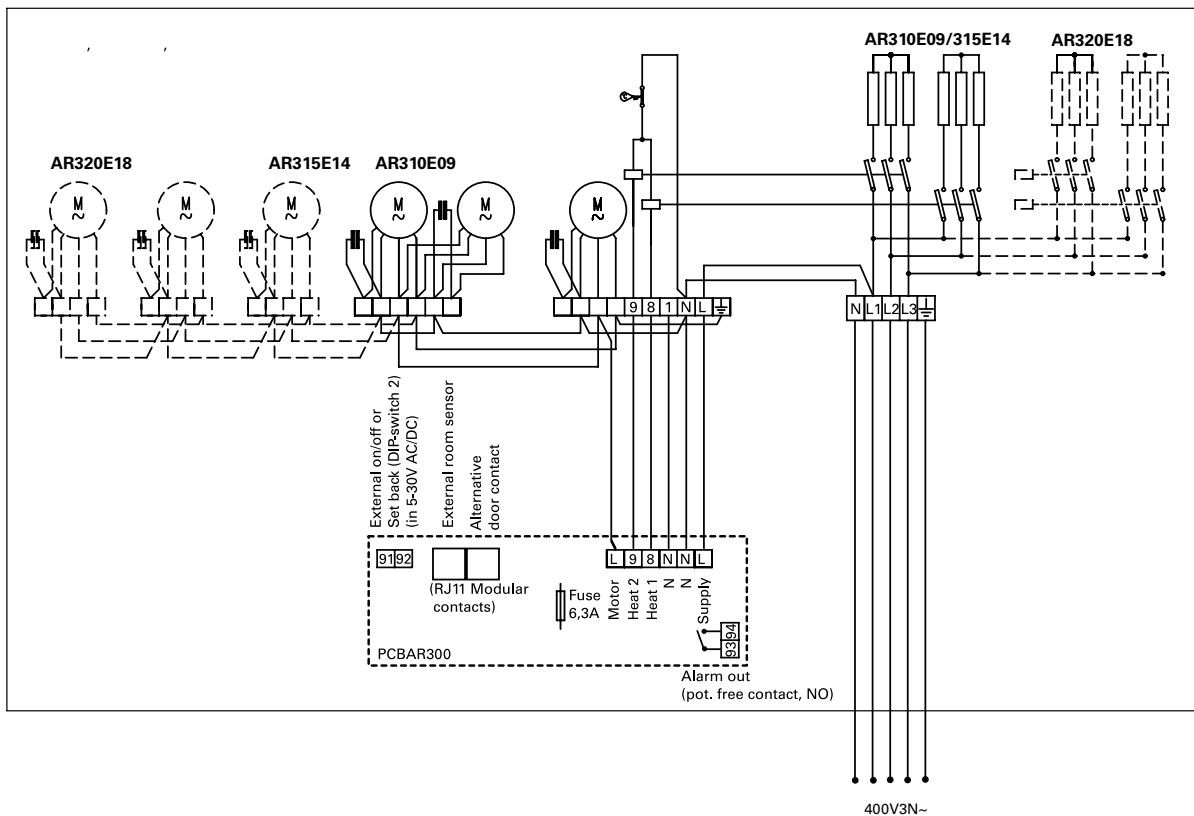 , ,
AR310E09/315E14
AR320E18
AR320E18
AR315E14
AR310E09
M
~
M
~
M
~
M
~
M
~
M
~
9 8 1 N L
N L1 L2 L3
External on/off or
Set back (DIP-switch 2)
(in 5-30V AC/DC)
External room sensor
Alternative
door contact
91 92
(RJ11 Modular
contacts)
L 9 8 N N L
Fuse
6,3A
Motor
Heat 2
Heat 1
N
N
Supply
93 94
PCBAR300
Alarm out
(pot. free contact, NO)
400V3N~